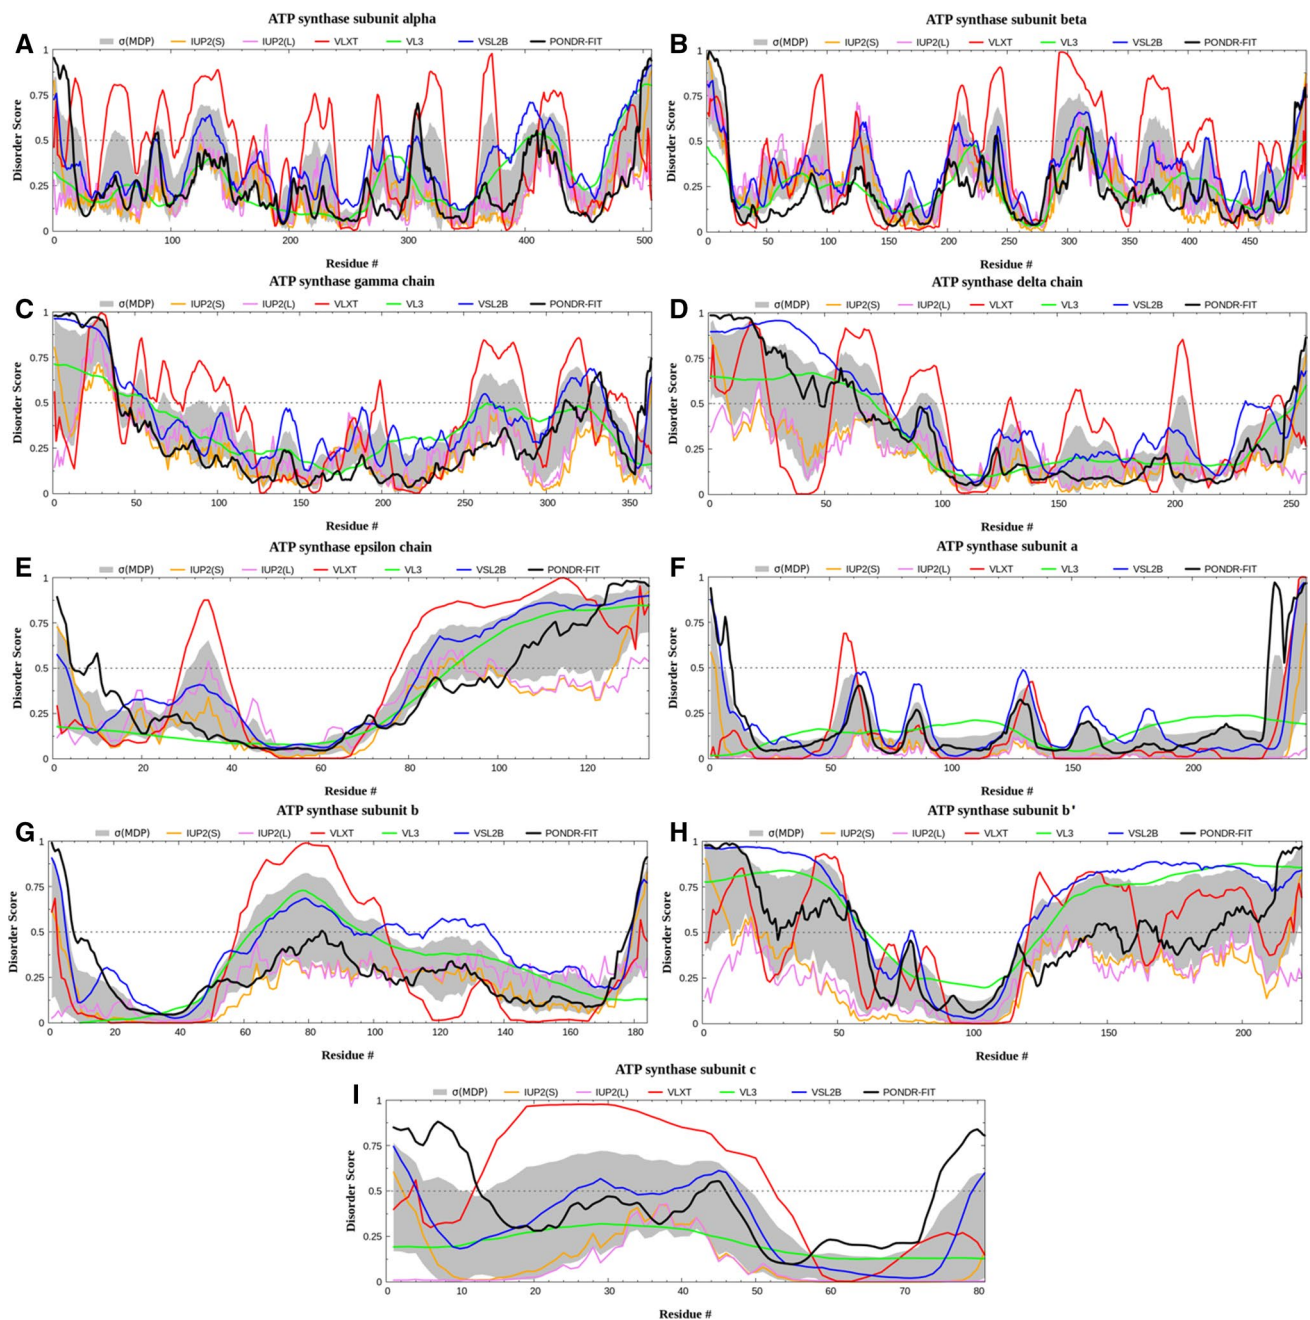 ATP synthase subunit alpha
A
σ(MDP) IUP2(S) IUP2(L) VLXT VL3 VSL2B PONDR-FIT
Disorder Score
1
0.75
0.5
0.25
0
0 100 200 300 400 500
Residue #
ATP synthase subunit beta
B
σ(MDP) IUP2(S) IUP2(L) VLXT VL3 VSL2B PONDR-FIT
Disorder Score
1
0.75
0.5
0.25
0
0 50 100 150 200 250 300 350 400 450
Residue #
ATP synthase gamma chain
C
σ(MDP) IUP2(S) IUP2(L) VLXT VL3 VSL2B PONDR-FIT
Disorder Score
1
0.75
0.5
0.25
0
0 50 100 150 200 250 300 350
Residue #
ATP synthase delta chain
D
σ(MDP) IUP2(S) IUP2(L) VLXT VL3 VSL2B PONDR-FIT
Disorder Score
1
0.75
0.5
0.25
0
0 50 100 150 200 250
Residue #
ATP synthase epsilon chain
E
σ(MDP) IUP2(S) IUP2(L) VLXT VL3 VSL2B PONDR-FIT
Disorder Score
1
0.75
0.5
0.25
0
0 20 40 60 80 100 120
Residue #
ATP synthase subunit a
F
σ(MDP) IUP2(S) IUP2(L) VLXT VL3 VSL2B PONDR-FIT
Disorder Score
1
0.75
0.5
0.25
0
0 50 100 150 200
Residue #
ATP synthase subunit b
G
σ(MDP) IUP2(S) IUP2(L) VLXT VL3 VSL2B PONDR-FIT
Disorder Score
1
0.75
0.5
0.25
0
0 20 40 60 80 100 120 140 160 180
Residue #
ATP synthase subunit b'
H
σ(MDP) IUP2(S) IUP2(L) VLXT VL3 VSL2B PONDR-FIT
Disorder Score
1
0.75
0.5
0.25
0
0 50 100 150 200
Residue #
ATP synthase subunit c
I
σ(MDP) IUP2(S) IUP2(L) VLXT VL3 VSL2B PONDR-FIT
Disorder Score
1
0.75
0.5
0.25
0
0 10 20 30 40 50 60 70 80
Residue #